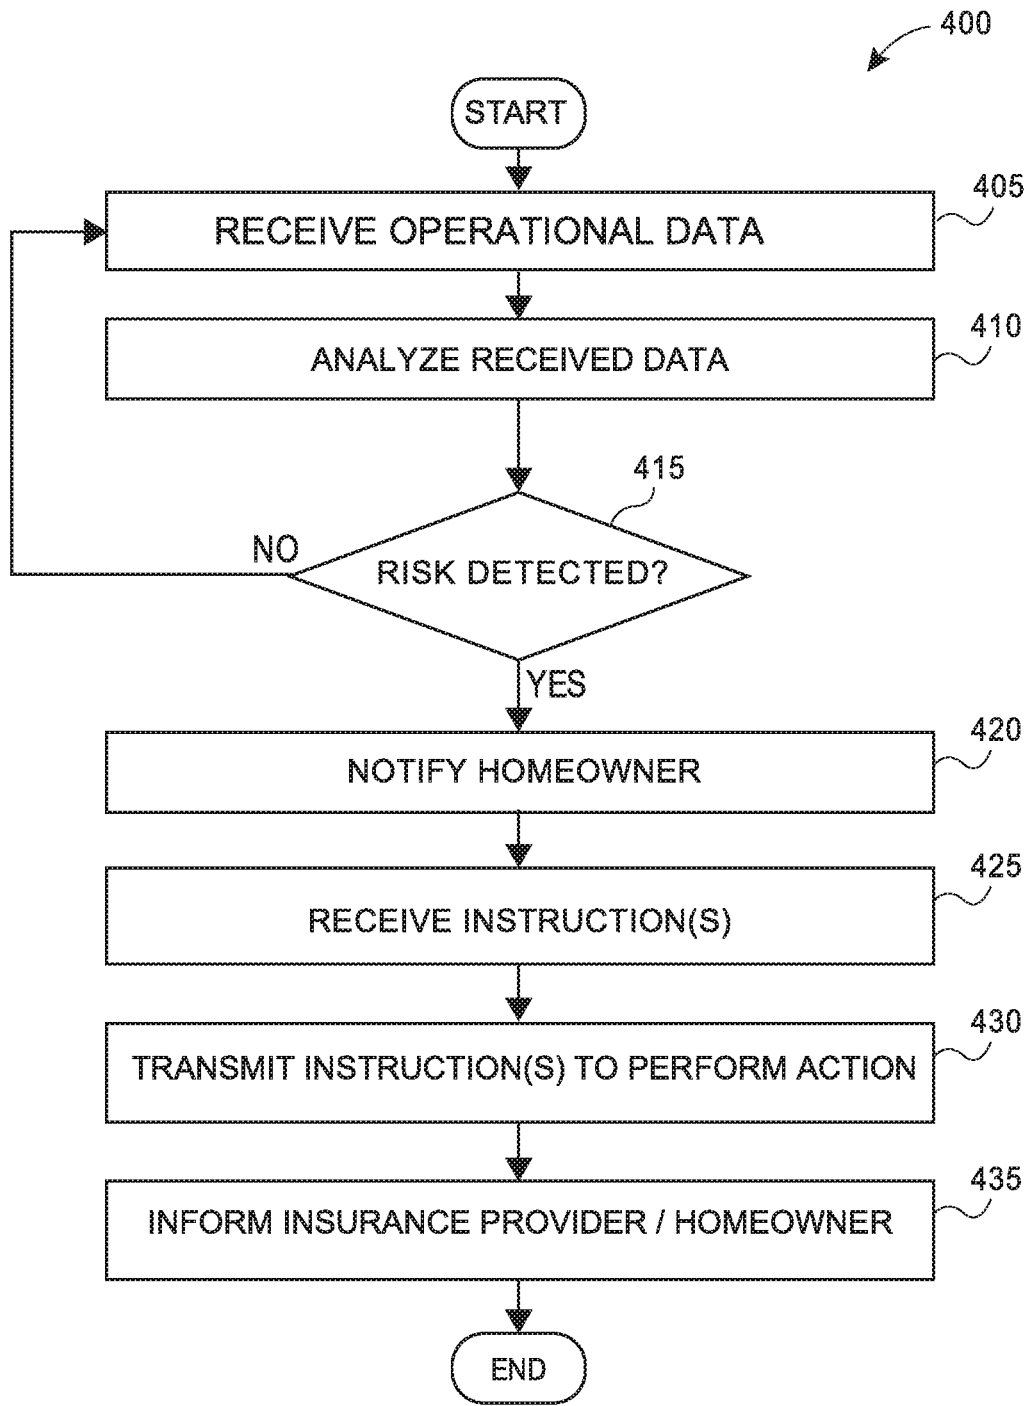 400
START
405
RECEIVE OPERATIONAL DATA
410
ANALYZE RECEIVED DATA
415
NO
RISK DETECTED?
YES
420
NOTIFY HOMEOWNER
425
RECEIVE INSTRUCTION(S)
430
TRANSMIT INSTRUCTION(S) TO PERFORM ACTION
435
INFORM INSURANCE PROVIDER / HOMEOWNER
END